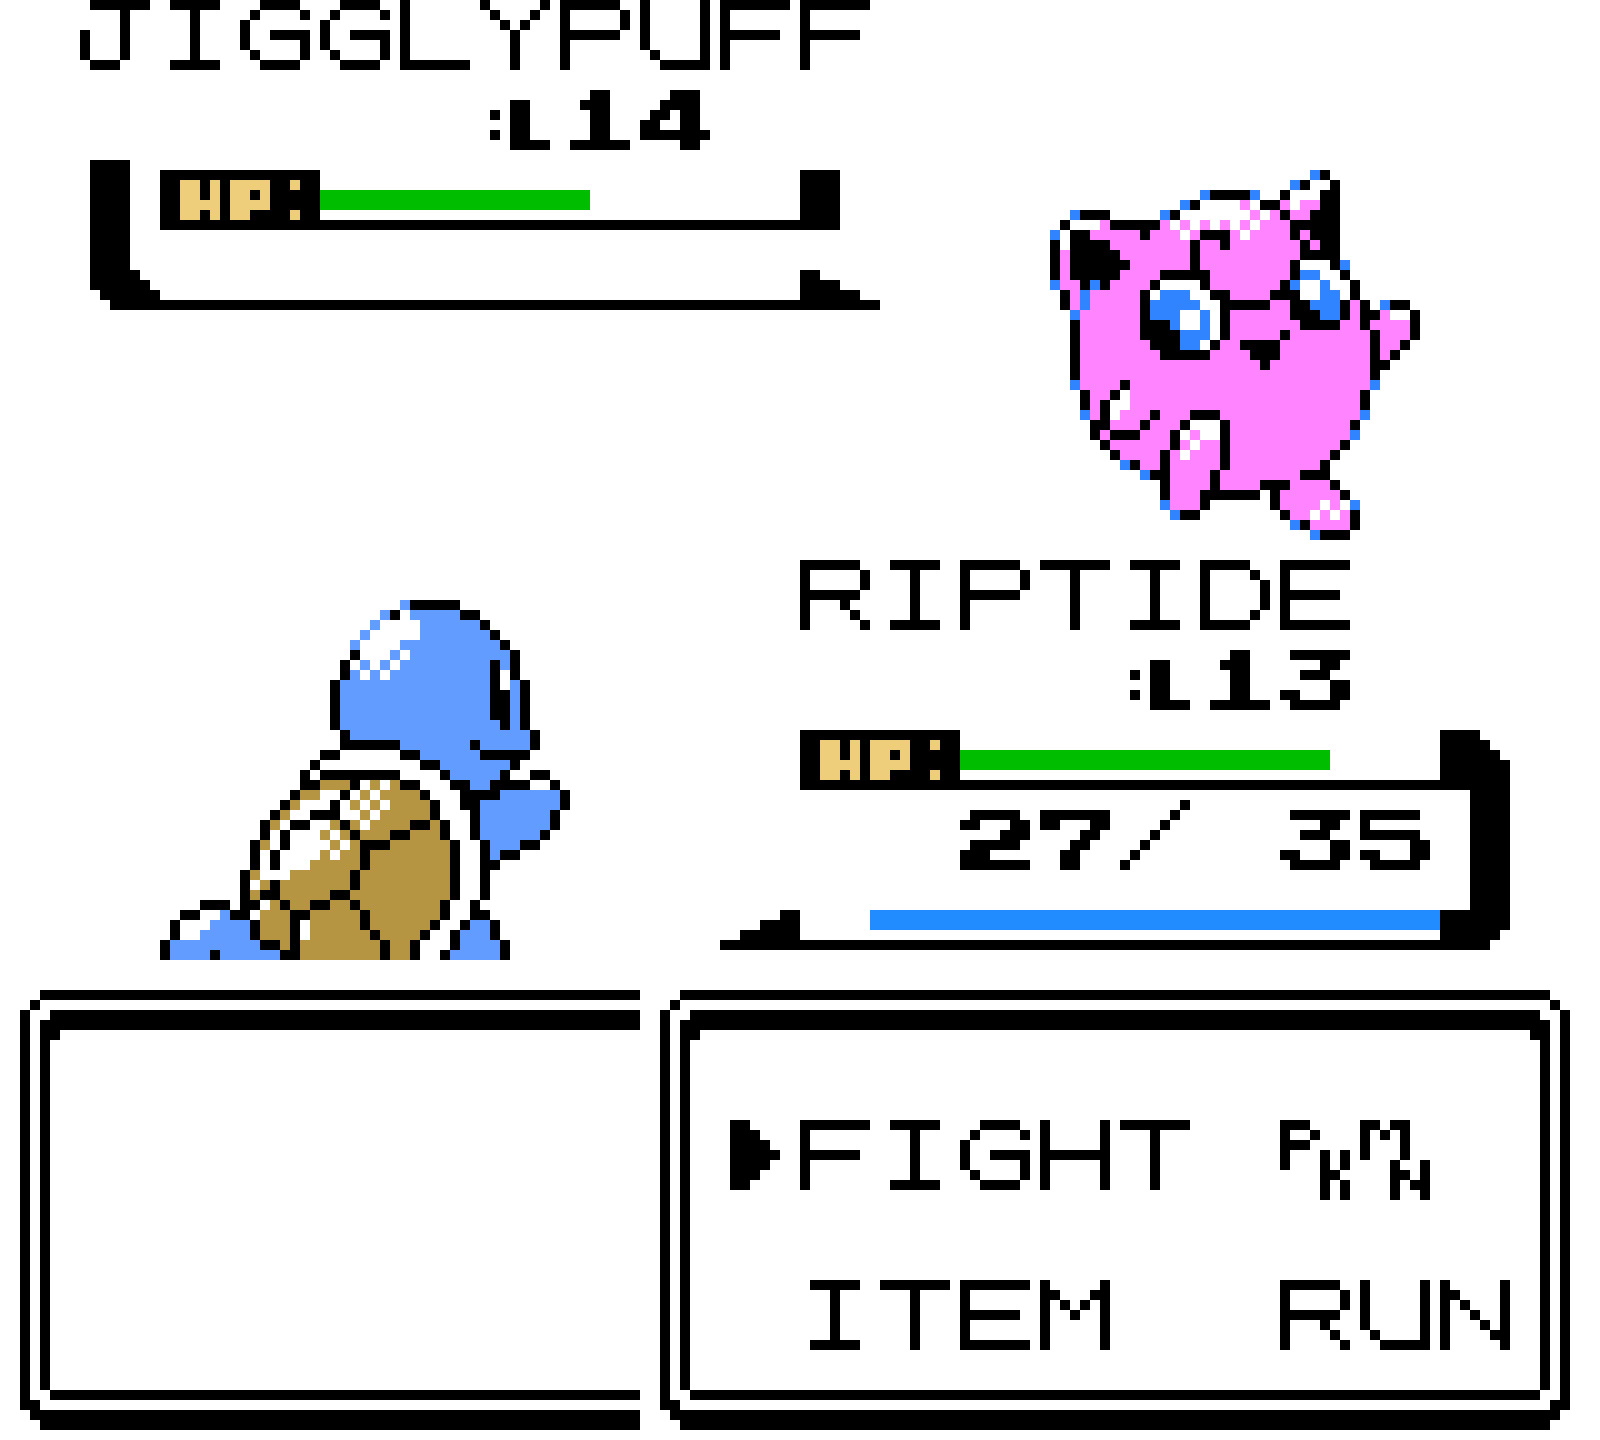 JIGGLYPUFF
:L14
HP:
RIPTIDE
:L13
HP:
27/ 35
▶FIGHT PKMN
ITEM RUN